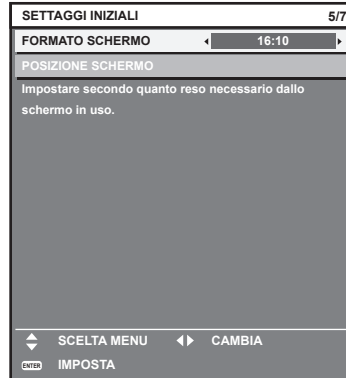 SETTAGGI INIZIALI 5/7
FORMATO SCHERMO 16:10
POSIZIONE SCHERMO
Impostare secondo quanto reso necessario dallo
schermo in uso.
SCELTA MENU CAMBIA
ENTER IMPOSTA